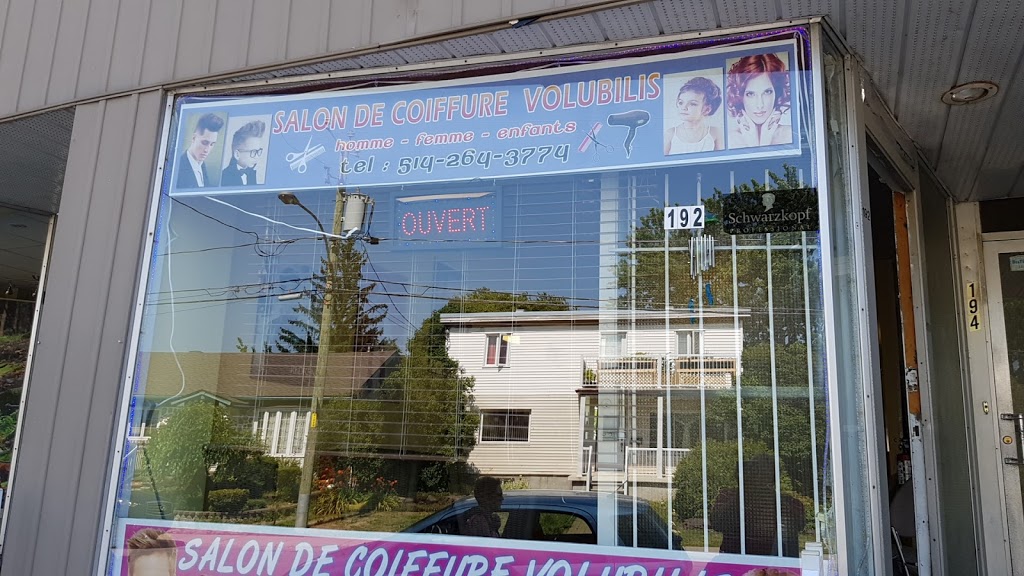 SALON DE COIFFURE VOLUBILIS
homme - femme - enfants
tel : 514-264-3774
OUVERT
192
Schwarzkopf
PROFESSIONAL
194
SALON DE COIFFURE VOLUBILIS